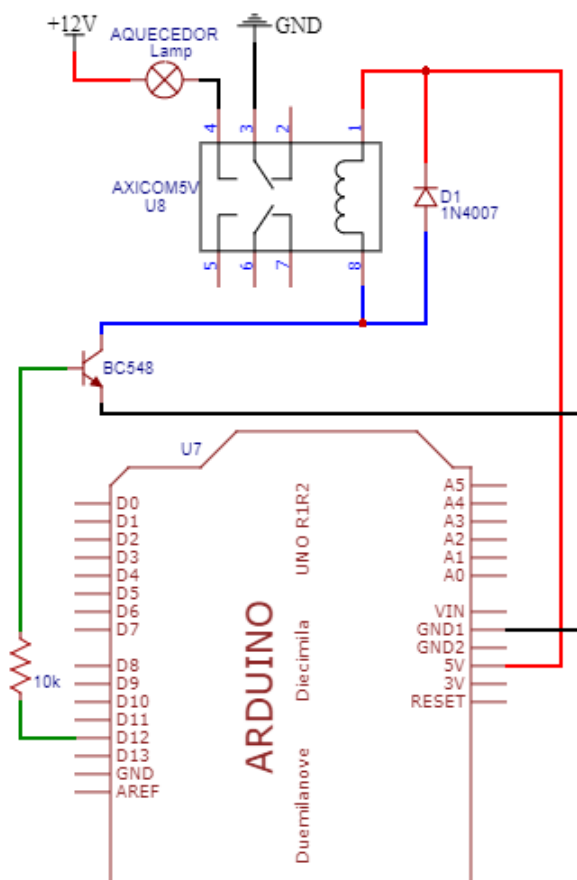 +12V
AQUECEDOR
Lamp
GND
4
3
2
1
AXICOM5V
U8
D1
1N4007
5
6
7
8
BC548
U7
D0
D1
D2
D3
D4
D5
D6
D7
D8
D9
D10
D11
D12
D13
GND
AREF
10k
ARDUINO
UNO R1R2
Diecimila
Duemilanove
A5
A4
A3
A2
A1
A0
VIN
GND1
GND2
5V
3V
RESET